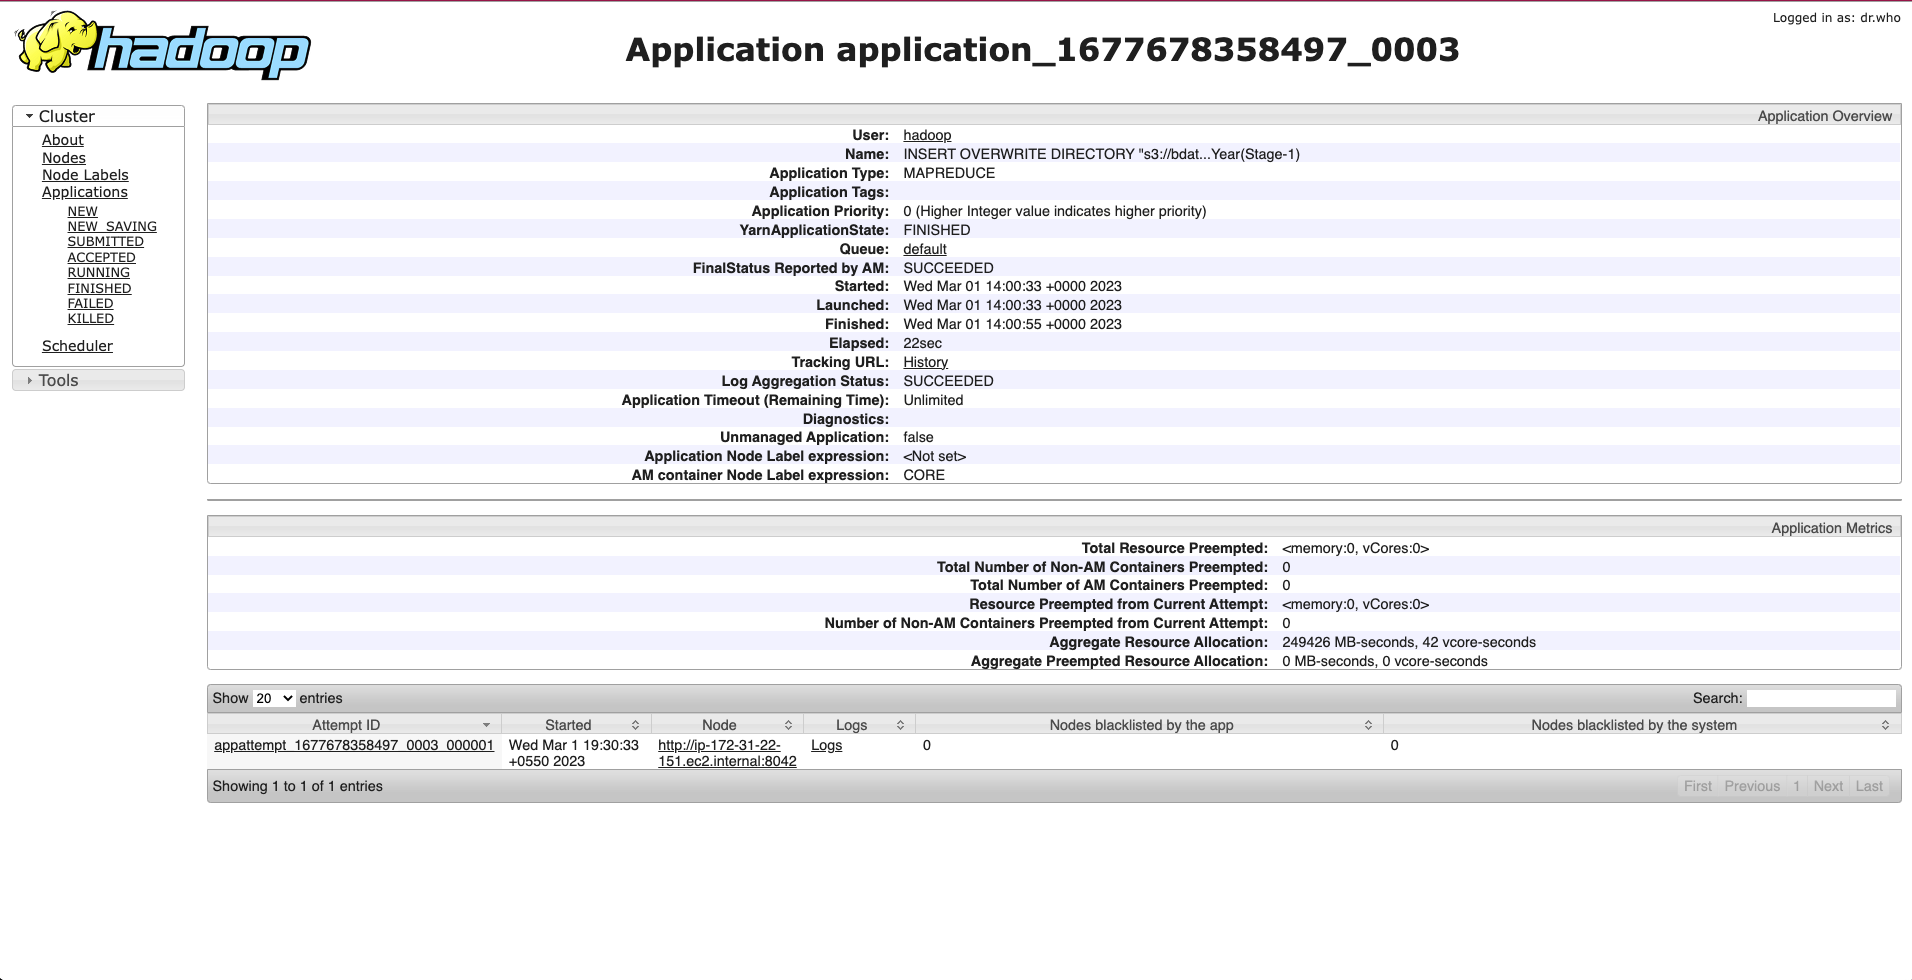 Logged in as: dr.who
hadoop
Application application_1677678358497_0003
Cluster
About
Nodes
Node Labels
Applications
NEW
NEW_SAVING
SUBMITTED
ACCEPTED
RUNNING
FINISHED
FAILED
KILLED
Scheduler
Tools
Application Overview
User: hadoop
Name: INSERT OVERWRITE DIRECTORY "s3://bdat...Year(Stage-1)
Application Type: MAPREDUCE
Application Tags:
Application Priority: 0 (Higher Integer value indicates higher priority)
YarnApplicationState: FINISHED
Queue: default
FinalStatus Reported by AM: SUCCEEDED
Started: Wed Mar 01 14:00:33 +0000 2023
Launched: Wed Mar 01 14:00:33 +0000 2023
Finished: Wed Mar 01 14:00:55 +0000 2023
Elapsed: 22sec
Tracking URL: History
Log Aggregation Status: SUCCEEDED
Application Timeout (Remaining Time): Unlimited
Diagnostics:
Unmanaged Application: false
Application Node Label expression: <Not set>
AM container Node Label expression: CORE
Application Metrics
Total Resource Preempted: <memory:0, vCores:0>
Total Number of Non-AM Containers Preempted: 0
Total Number of AM Containers Preempted: 0
Resource Preempted from Current Attempt: <memory:0, vCores:0>
Number of Non-AM Containers Preempted from Current Attempt: 0
Aggregate Resource Allocation: 249426 MB-seconds, 42 vcore-seconds
Aggregate Preempted Resource Allocation: 0 MB-seconds, 0 vcore-seconds
Show 20 entries Search:
Attempt ID Started Node Logs Nodes blacklisted by the app Nodes blacklisted by the system
appattempt_1677678358497_0003_000001 Wed Mar 1 19:30:33 http://ip-172-31-22- Logs 0 0
+0550 2023 151.ec2.internal:8042
Showing 1 to 1 of 1 entries First Previous 1 Next Last